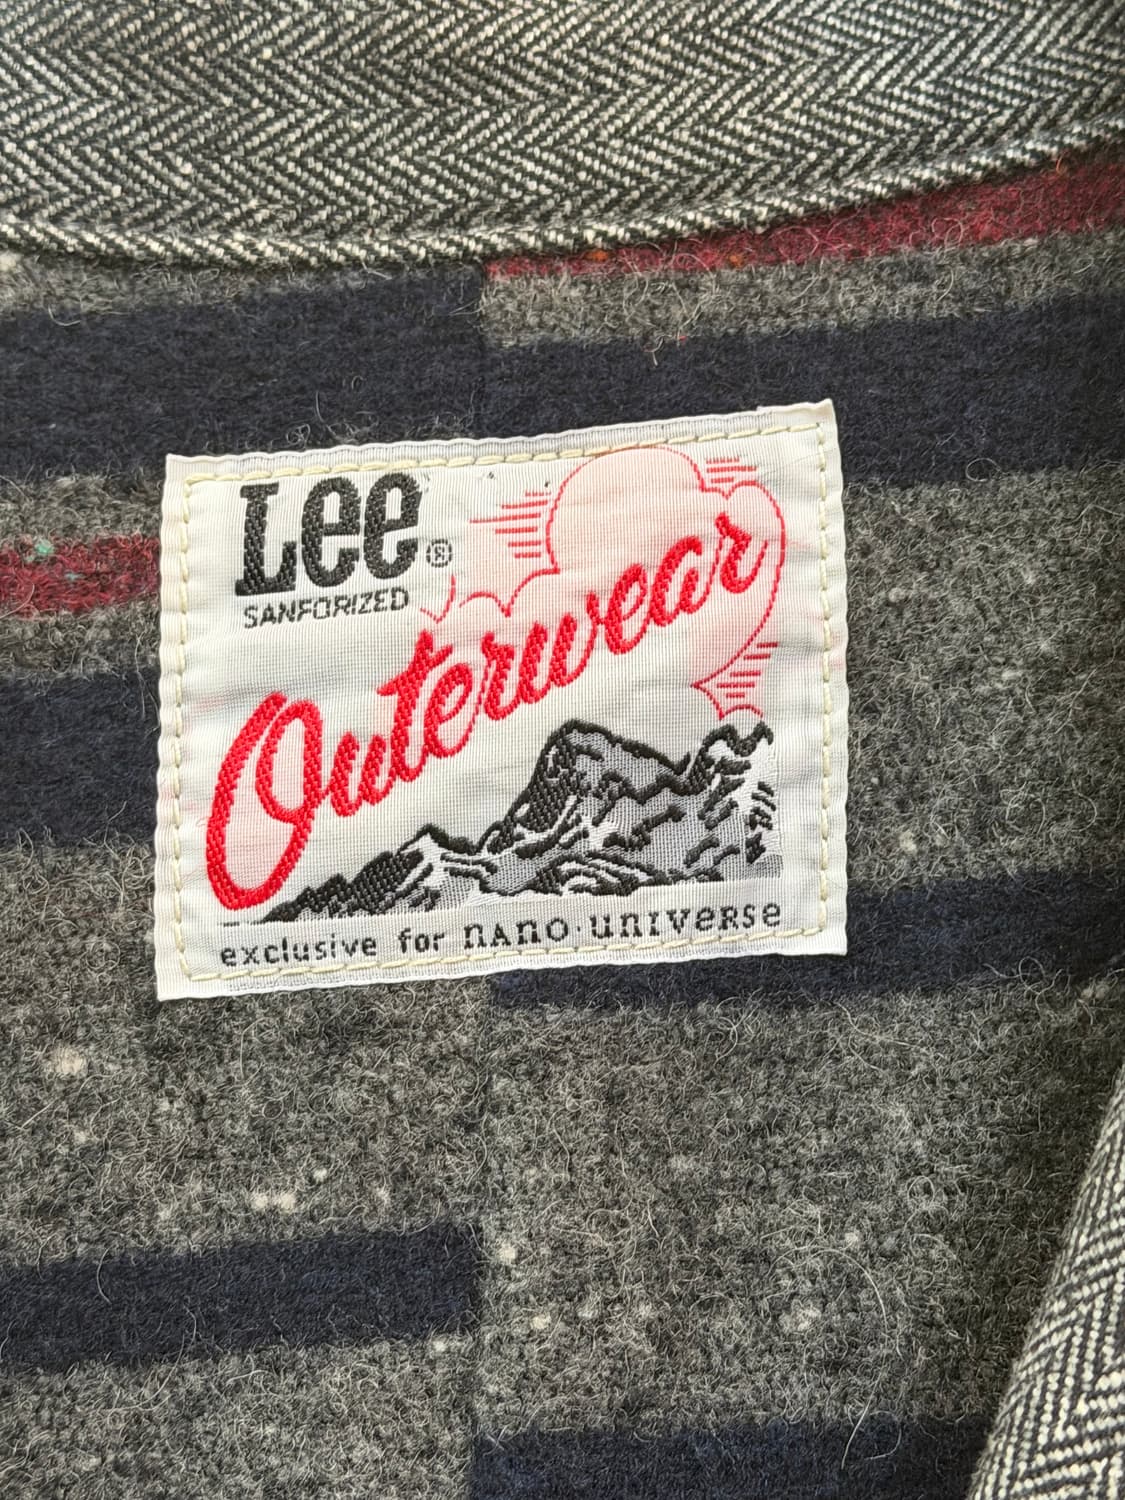 Lee®
SANFORIZED
Outerwear
exclusive for nAno·unIVeRSe